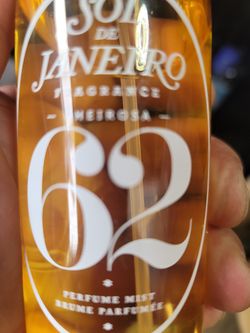 SOL
DE
JANEIRO
FRAGRANCE
CHEIROSA
62
PERFUME MIST
BRUME PARFUMÉE